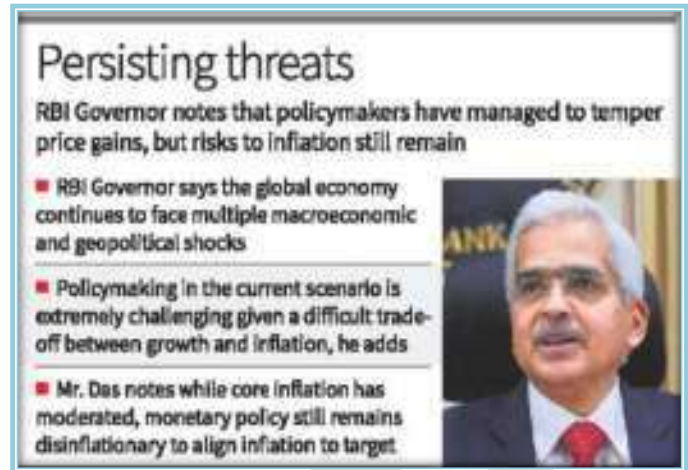 Persisting threats
RBI Governor notes that policymakers have managed to temper
price gains, but risks to inflation still remain
RBI Governor says the global economy
continues to face multiple macroeconomic
and geopolitical shocks
Policymaking in the current scenario is
extremely challenging given a difficult trade-
off between growth and inflation, he adds
Mr. Das notes while core inflation has
moderated, monetary policy still remains
disinflationary to align inflation to target
ANK